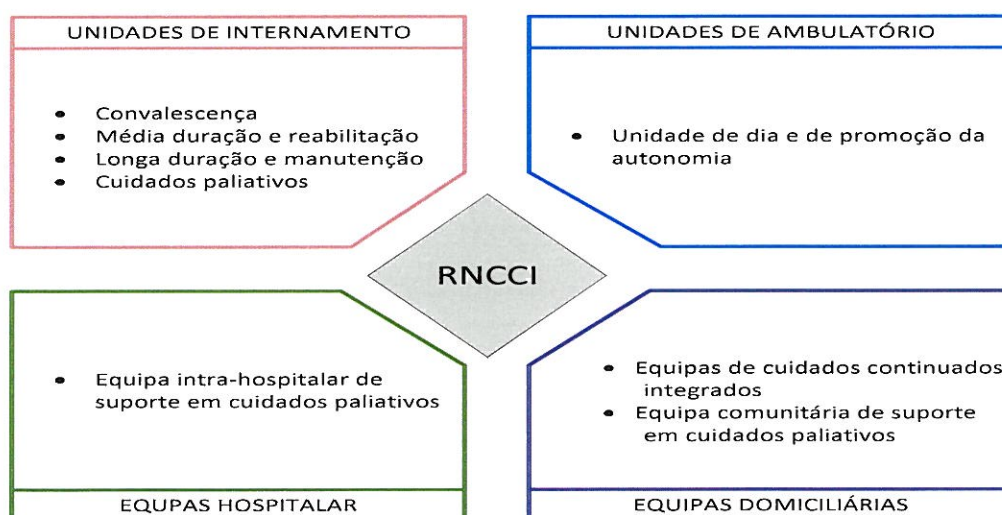 UNIDADES DE INTERNAMENTO
• Convalescença
• Média duração e reabilitação
• Longa duração e manutenção
• Cuidados paliativos
UNIDADES DE AMBULATÓRIO
• Unidade de dia e de promoção da
autonomia
RNCCI
• Equipa intra-hospitalar de
suporte em cuidados paliativos
EQUPAS HOSPITALAR
• Equipas de cuidados continuados
integrados
• Equipa comunitária de suporte
em cuidados paliativos
EQUIPAS DOMICILIÁRIAS